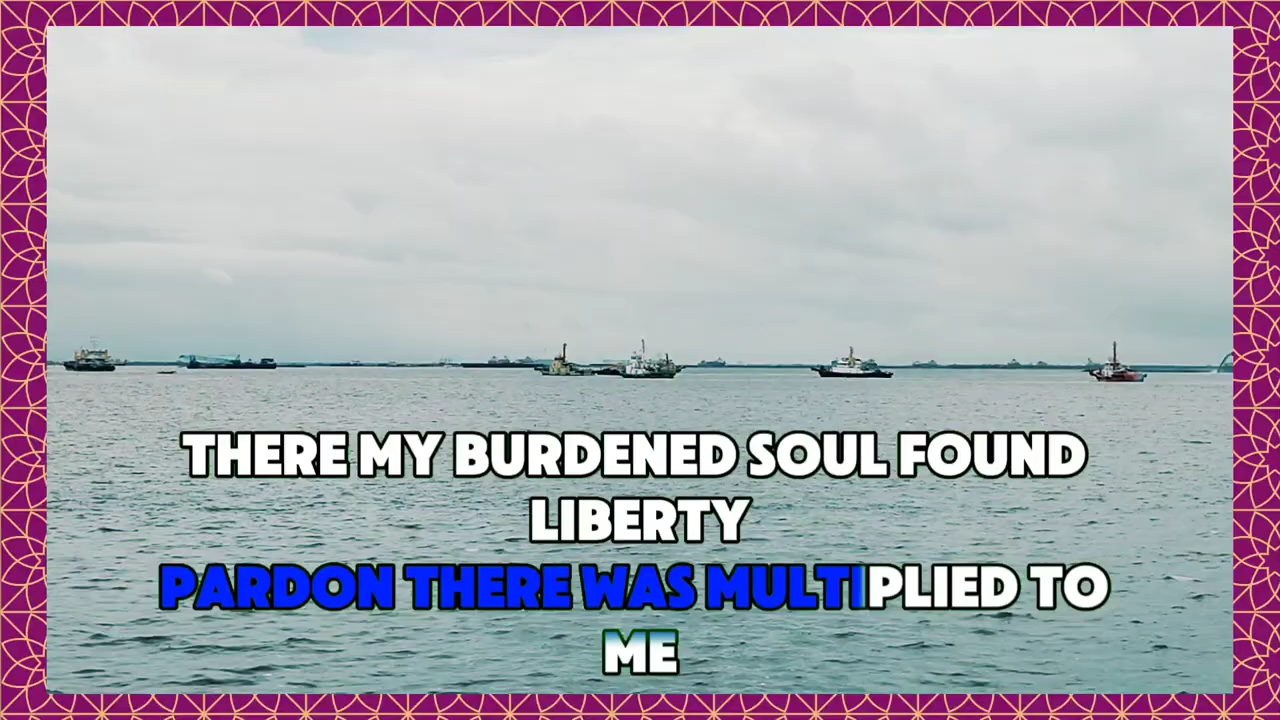 THERE MY BURDENED SOUL FOUND
LIBERTY
PARDON THERE WAS MULTIPLIED TO
ME